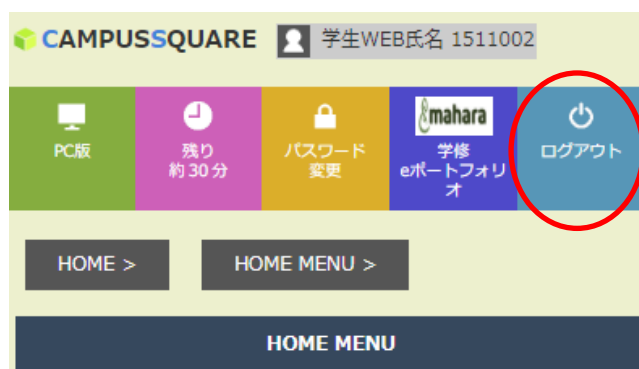 CAMPUSSQUARE 学生WEB氏名 1511002
PC版
残り
約30分
パスワード
変更
mahara
学修
eポートフォリ
オ
ログアウト
HOME >
HOME MENU >
HOME MENU